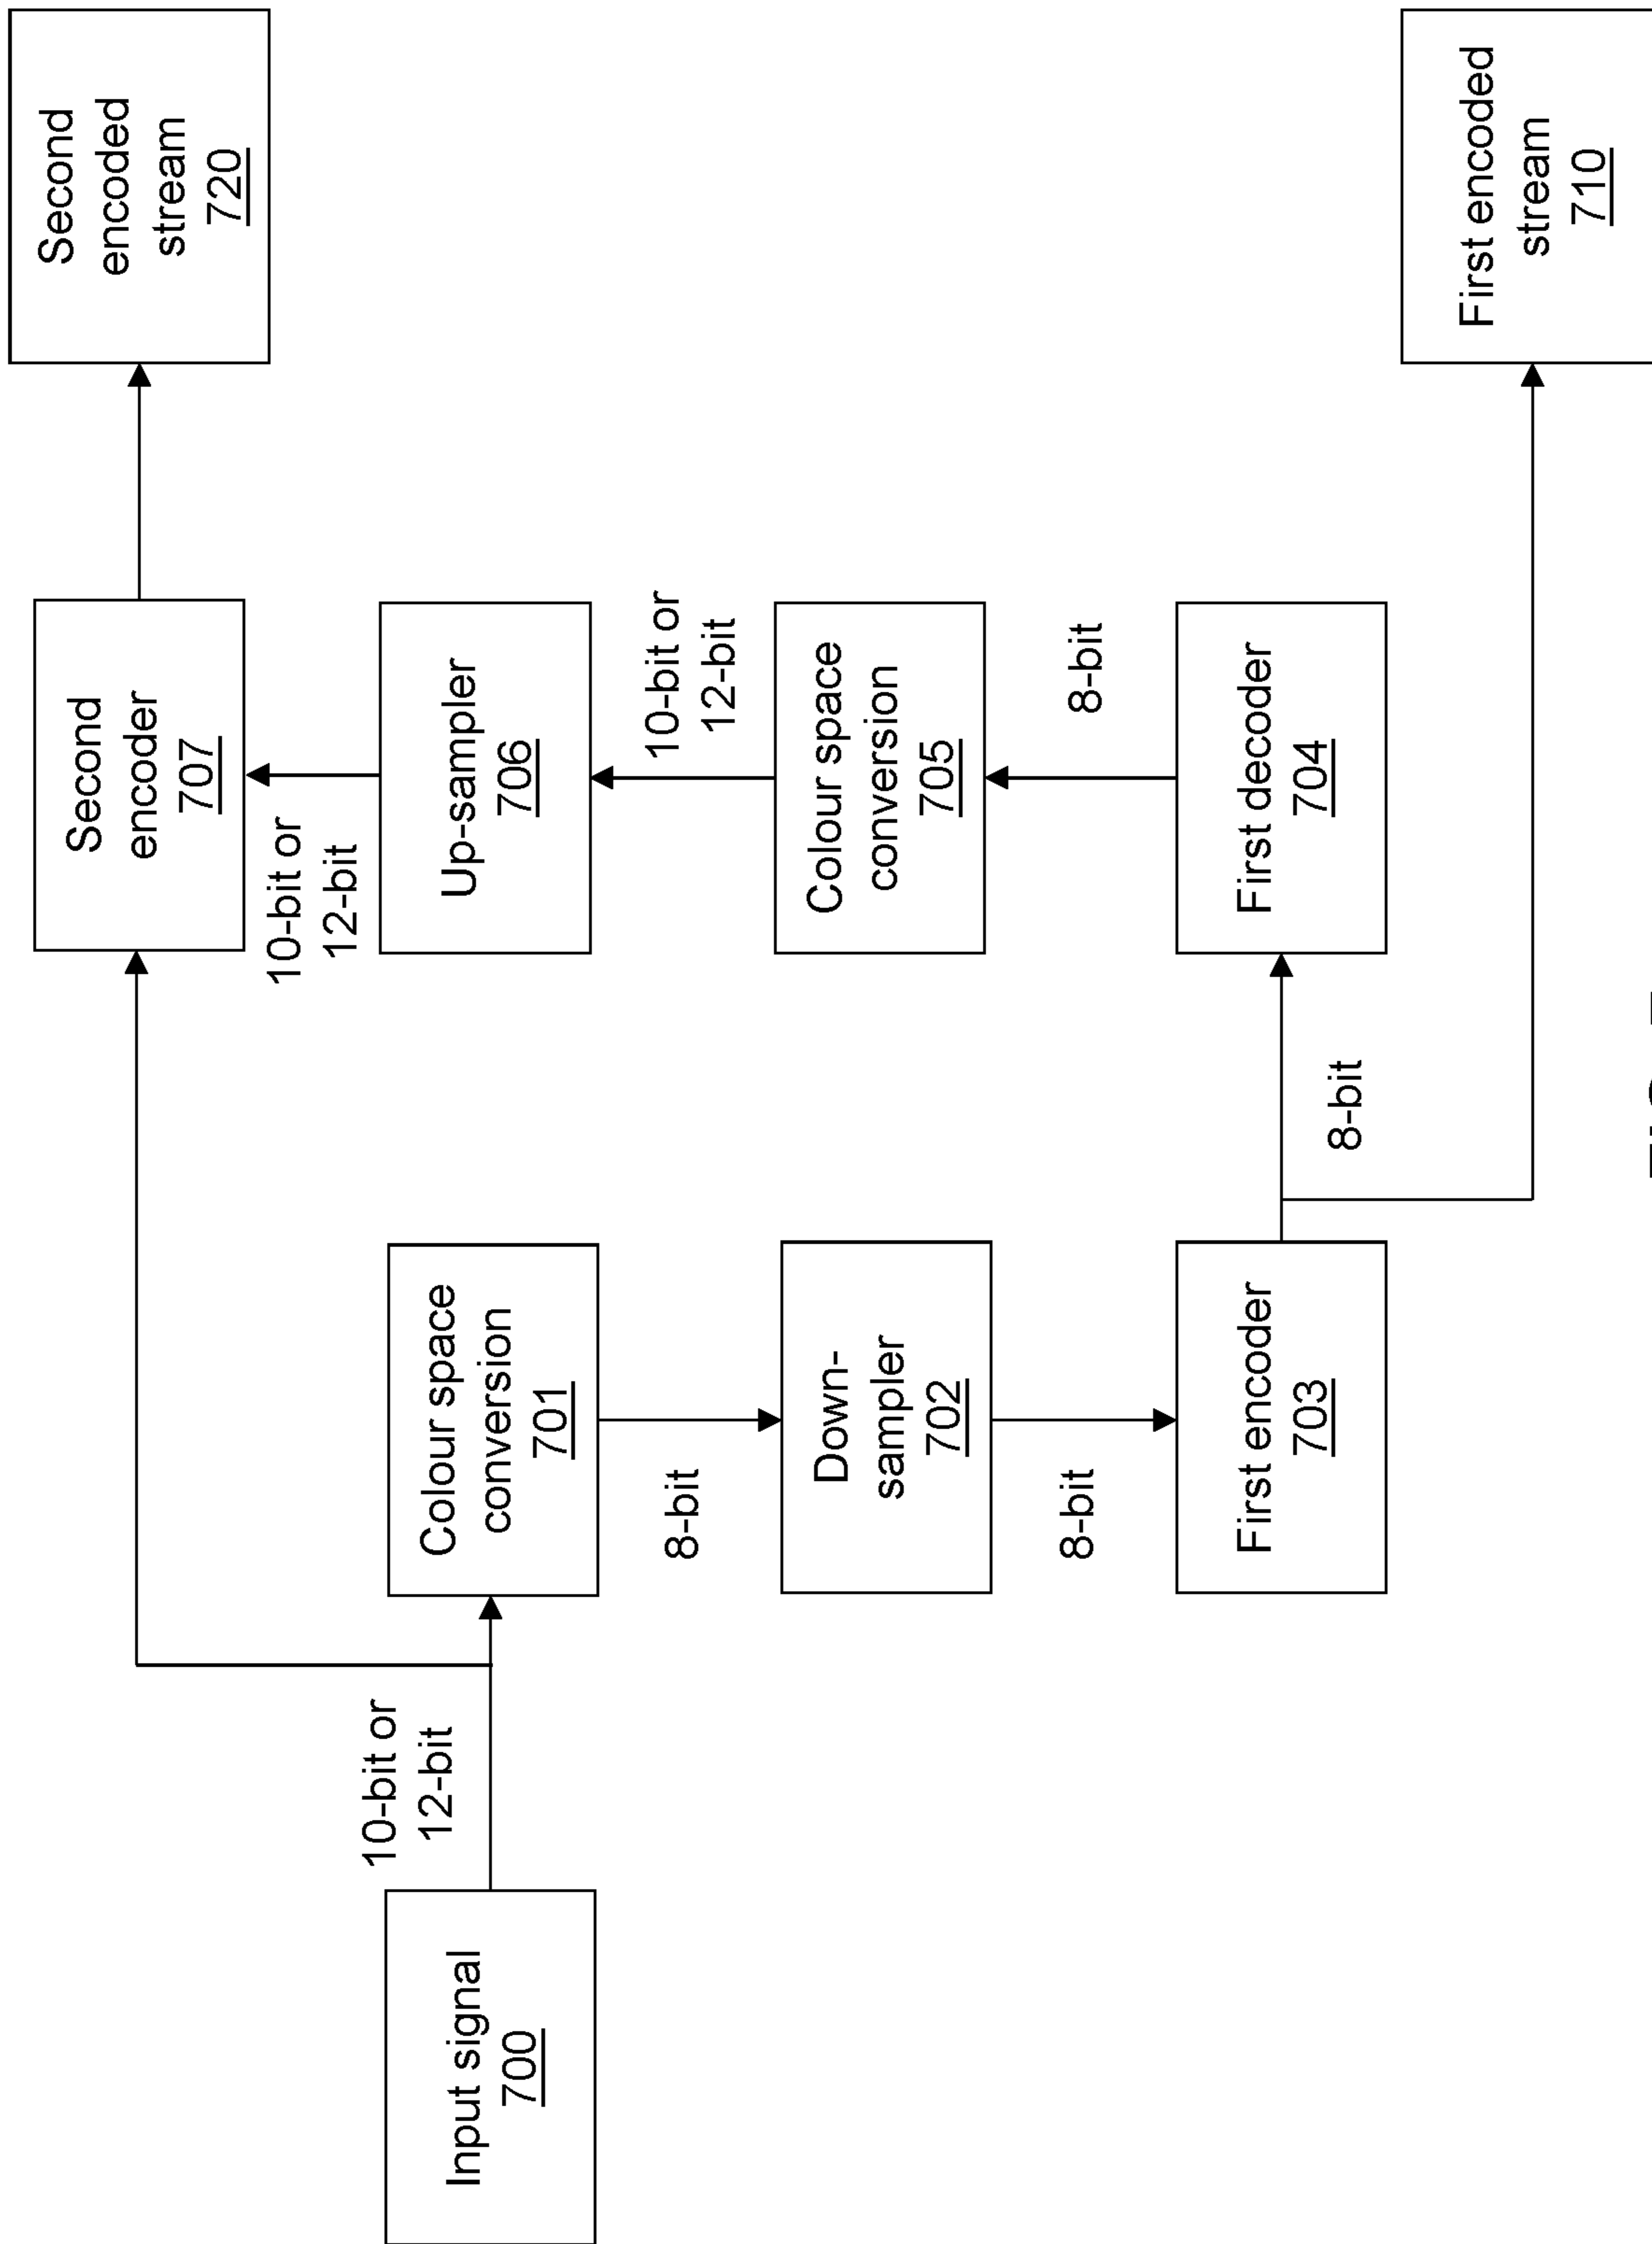 Second
encoder
707
Second
encoded
stream
720
10-bit or
12-bit
Input signal
700
10-bit or
12-bit
Colour space
conversion
701
Up-sampler
706
8-bit
10-bit or
12-bit
Down-
sampler
702
Colour space
conversion
705
8-bit
8-bit
First encoder
703
8-bit
First decoder
704
First encoded
stream
710